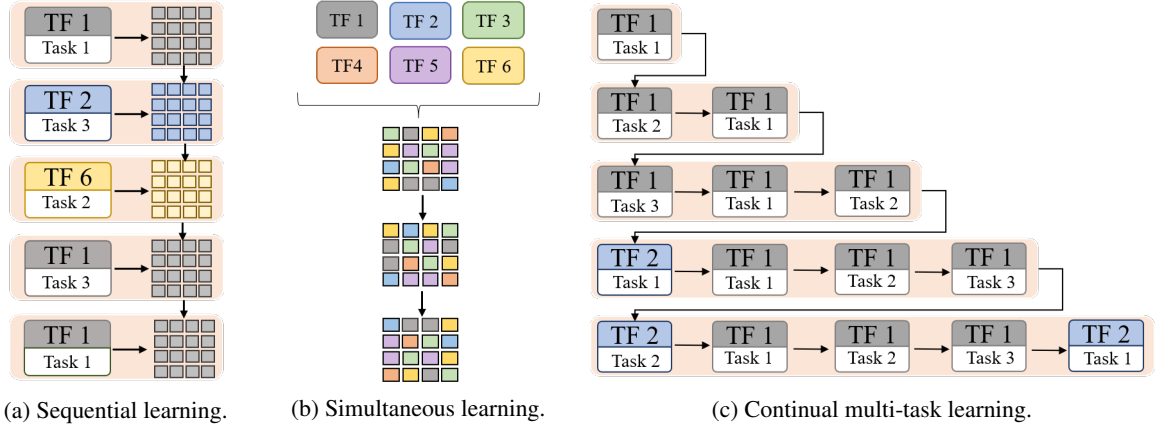 TF 1
Task 1
TF 2
Task 3
TF 6
Task 2
TF 1
Task 3
TF 1
Task 1
(a) Sequential learning.
TF 1 TF 2 TF 3
TF4 TF 5 TF 6
(b) Simultaneous learning.
TF 1
Task 1
TF 1 TF 1
Task 2 Task 1
TF 1 TF 1 TF 1
Task 3 Task 1 Task 2
TF 2 TF 1 TF 1 TF 1
Task 1 Task 1 Task 2 Task 3
TF 2 TF 1 TF 1 TF 1 TF 2
Task 2 Task 1 Task 2 Task 3 Task 1
(c) Continual multi-task learning.